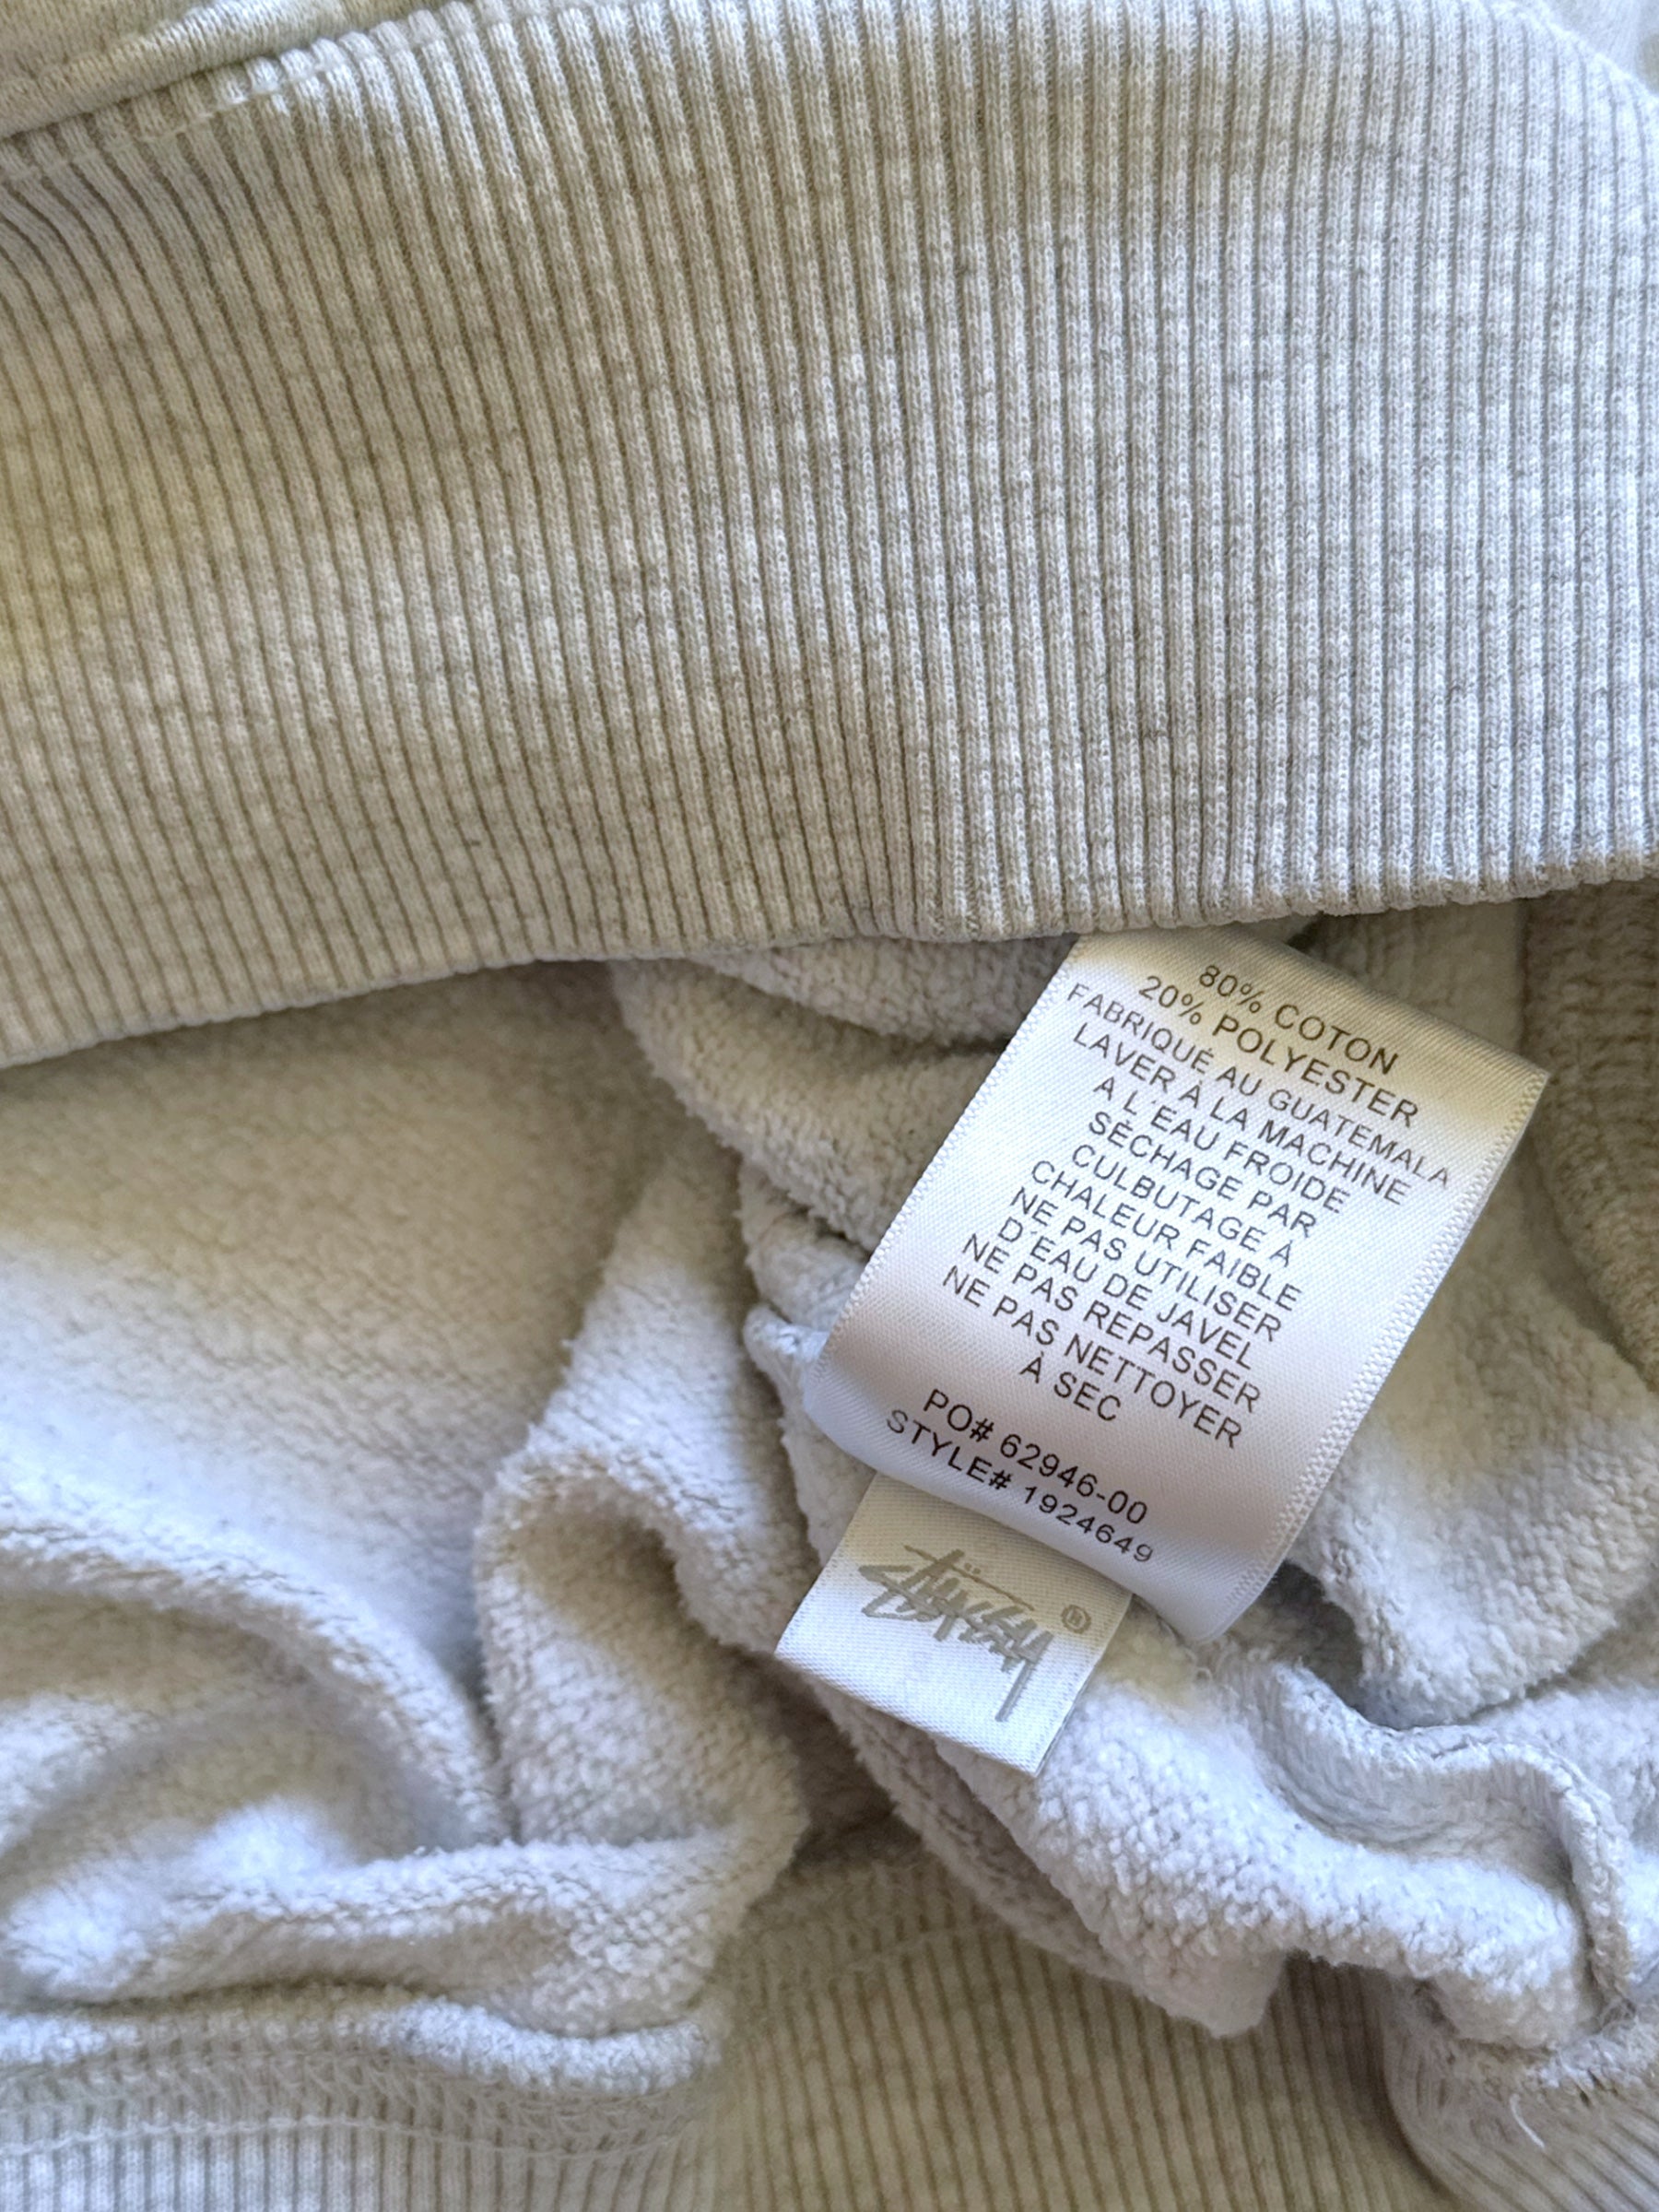 80% COTON
20% POLYESTER
FABRIQUÉ AU GUATEMALA
LAVER À LA MACHINE
A L'EAU FROIDE
SÉCHAGE PAR
CULBUTAGE À
CHALEUR FAIBLE
NE PAS UTILISER
D'EAU DE JAVEL
NE PAS REPASSER
NE PAS NETTOYER
À SEC
PO# 62946-00
STYLE# 1924649
Stüssy ®